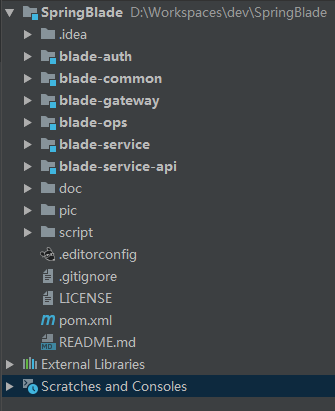 SpringBlade D:\Workspaces\dev\SpringBlade
.idea
blade-auth
blade-common
blade-gateway
blade-ops
blade-service
blade-service-api
doc
pic
script
.editorconfig
.gitignore
LICENSE
pom.xml
README.md
External Libraries
Scratches and Consoles